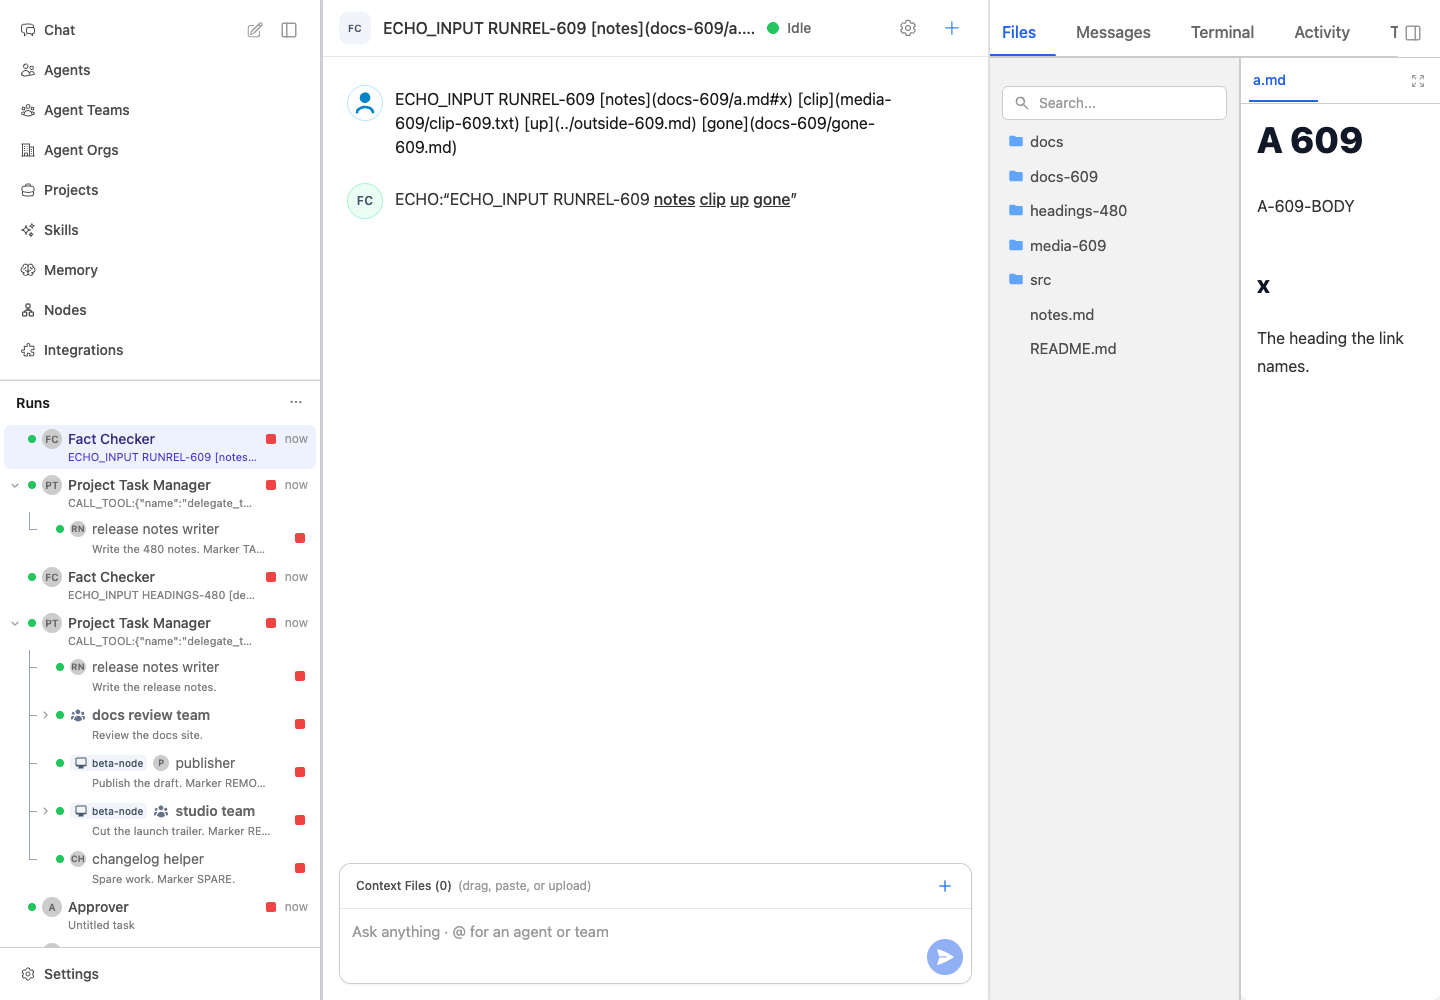 Chat
Agents
Agent Teams
Agent Orgs
Projects
Skills
Memory
Nodes
Integrations
Runs
FC Fact Checker now
ECHO_INPUT RUNREL-609 [notes...
PT Project Task Manager now
CALL_TOOL:{"name":"delegate_t...
RN release notes writer
Write the 480 notes. Marker TA...
FC Fact Checker now
ECHO_INPUT HEADINGS-480 [de...
PT Project Task Manager now
CALL_TOOL:{"name":"delegate_t...
RN release notes writer
Write the release notes.
docs review team
Review the docs site.
beta-node P publisher
Publish the draft. Marker REMO...
beta-node studio team
Cut the launch trailer. Marker RE...
CH changelog helper
Spare work. Marker SPARE.
A Approver now
Untitled task
Settings
FC ECHO_INPUT RUNREL-609 [notes](docs-609/a.... Idle
ECHO_INPUT RUNREL-609 [notes](docs-609/a.md#x) [clip](media-
609/clip-609.txt) [up](../outside-609.md) [gone](docs-609/gone-
609.md)
FC ECHO:“ECHO_INPUT RUNREL-609 notes clip up gone”
Context Files (0) (drag, paste, or upload)
Ask anything · @ for an agent or team
Files Messages Terminal Activity T
Search...
docs
docs-609
headings-480
media-609
src
notes.md
README.md
a.md
A 609
A-609-BODY
x
The heading the link
names.